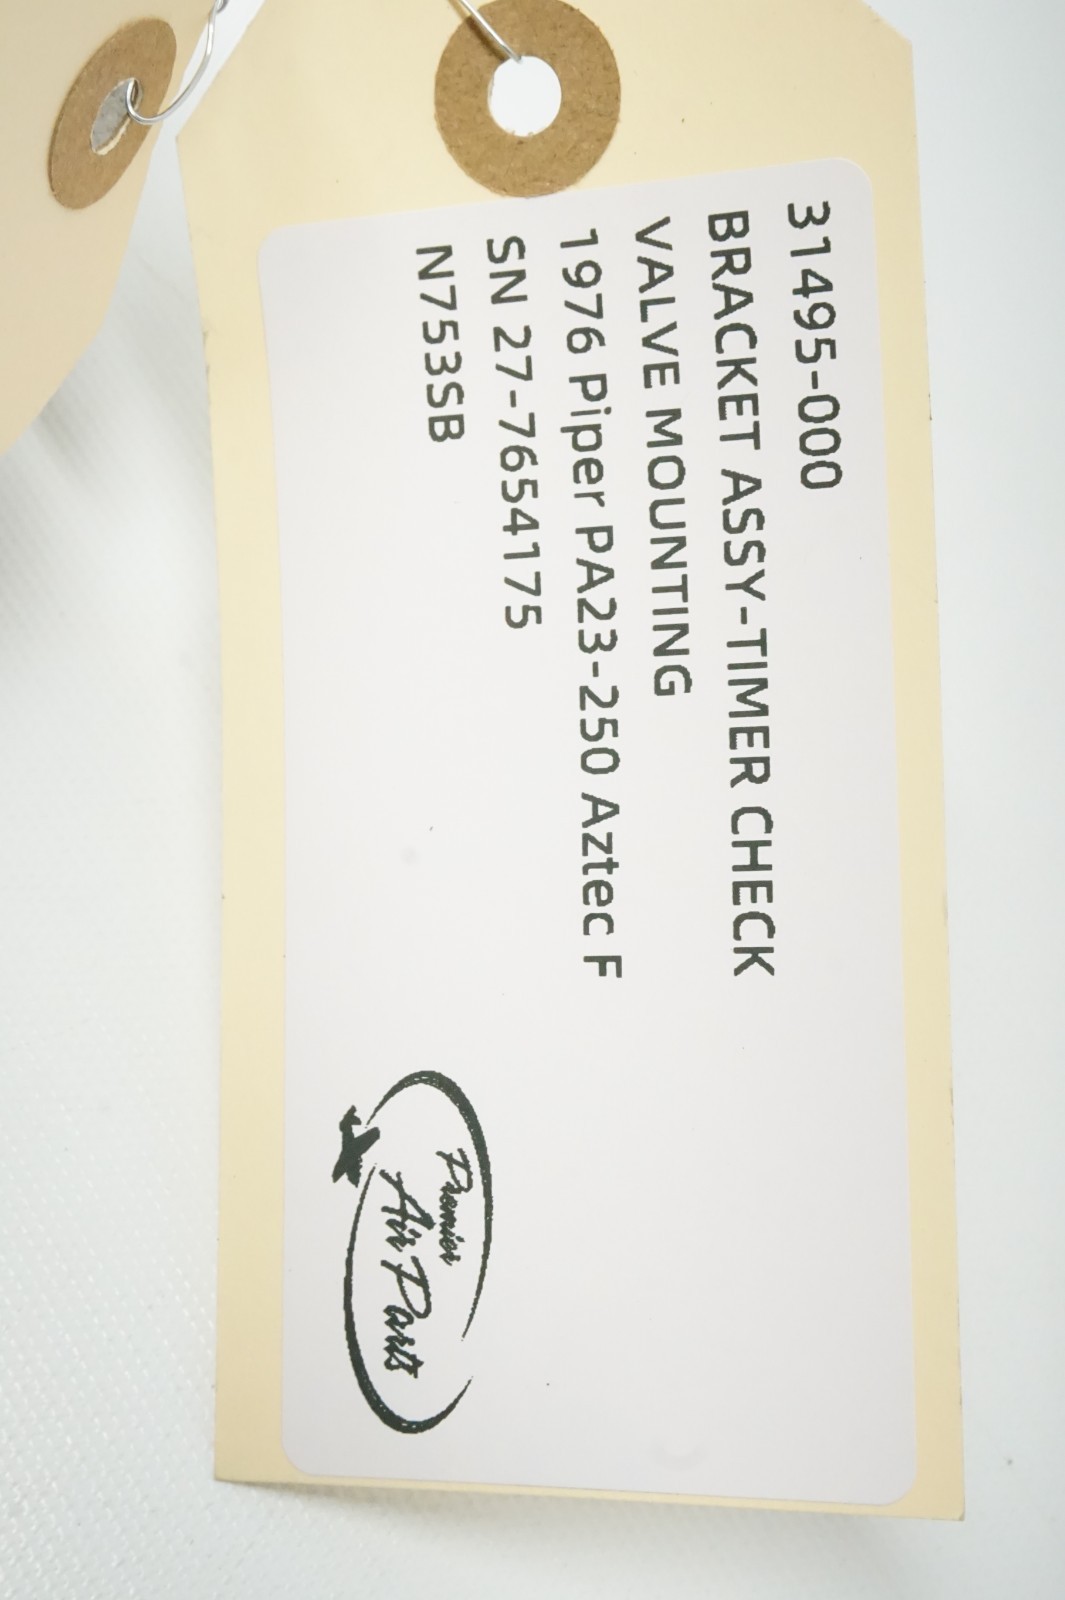 31495-000
BRACKET ASSY-TIMER CHECK
VALVE MOUNTING
1976 Piper PA23-250 Aztec F
SN 27-7654175
N753SB
Premier
Air Parts